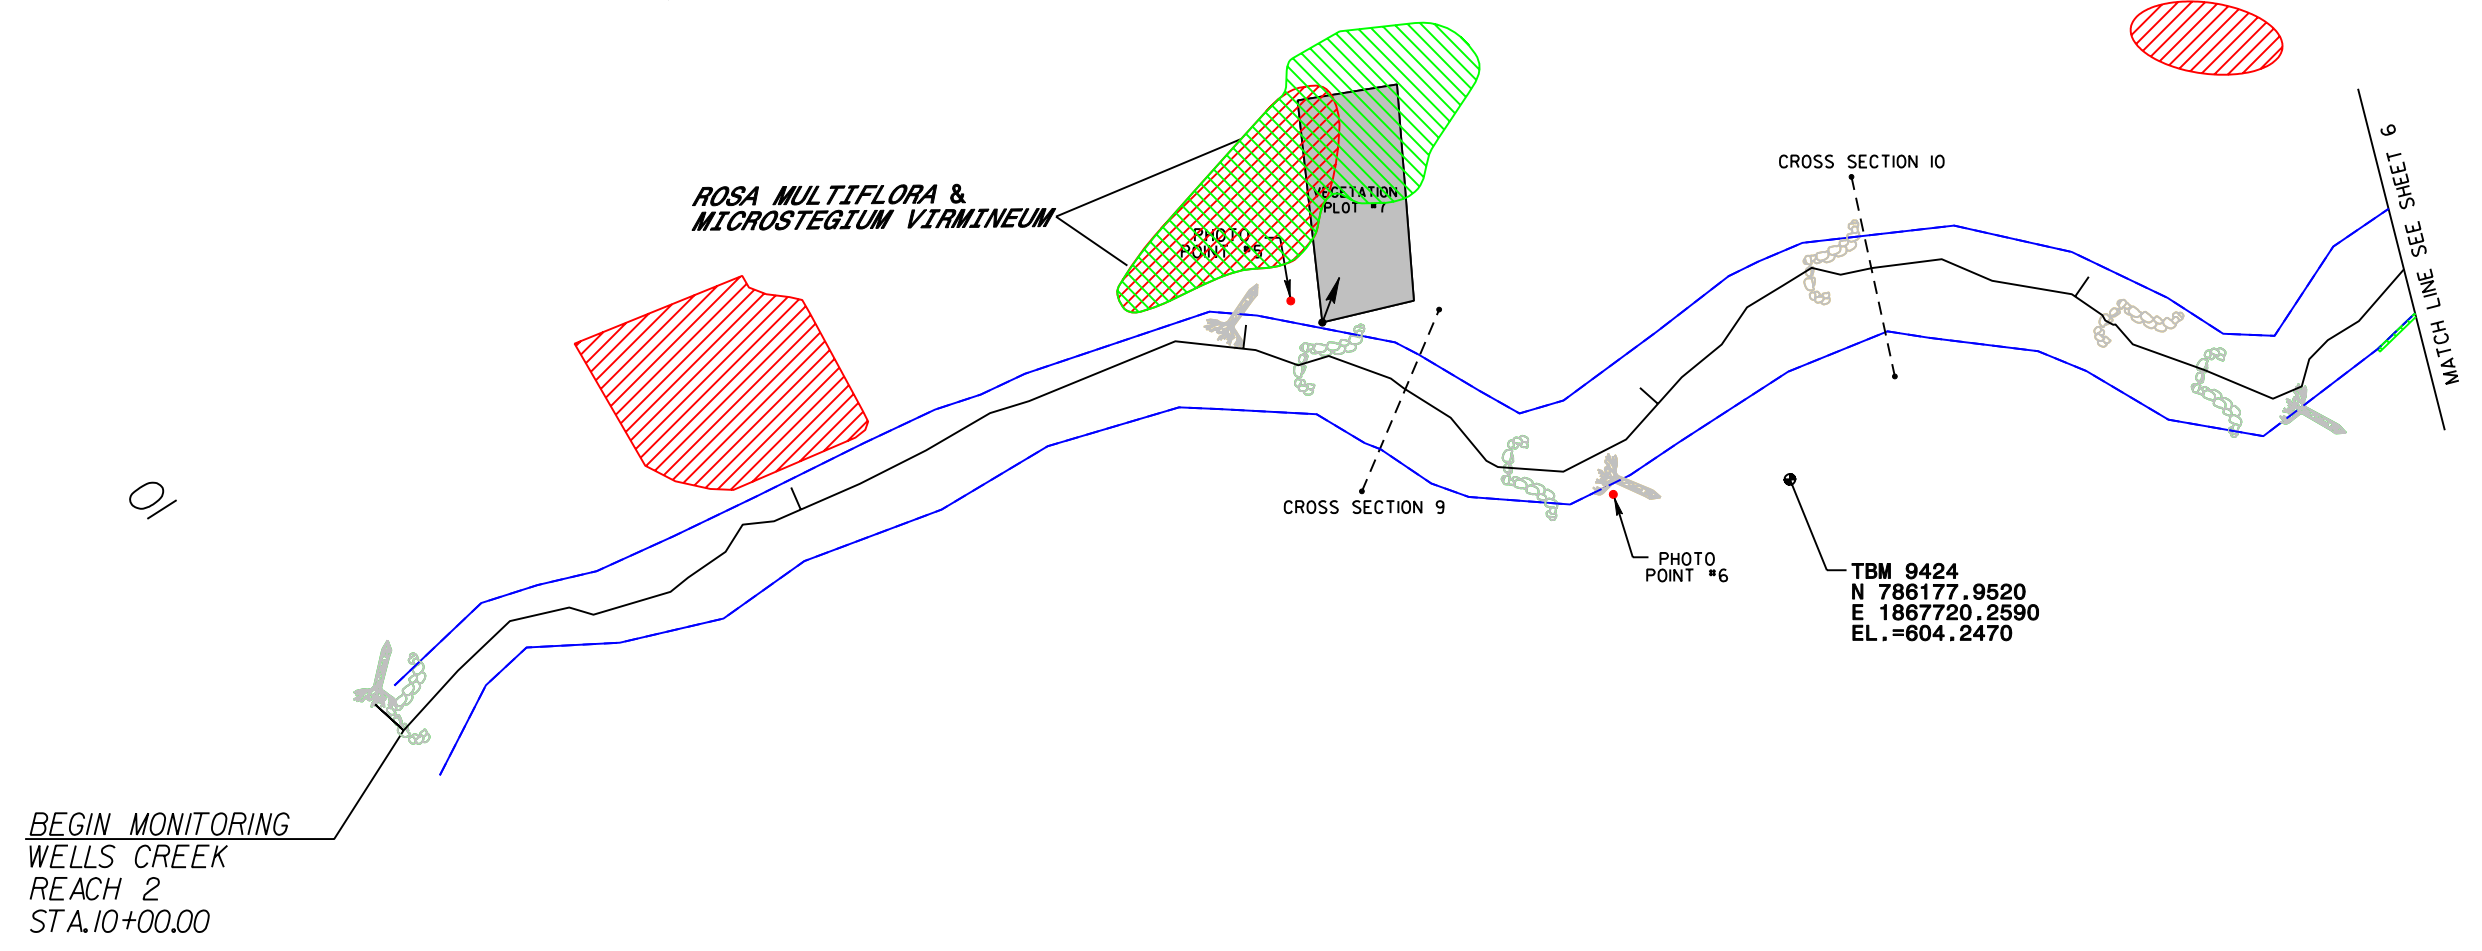 CROSS SECTION 10
MATCH LINE SEE SHEET 9
ROSA MULTIFLORA &
MICROSTEGIUM VIRMINEUM
VEGETATION
PLOT #7
PHOTO
POINT #5
10
CROSS SECTION 9
PHOTO
POINT #6
TBM 9424
N 786177.9520
E 1867720.2590
EL.=604.2470
BEGIN MONITORING
WELLS CREEK
REACH 2
STA.10+00.00